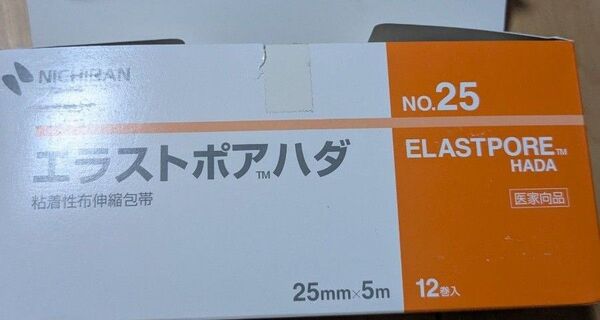 NICHIBAN
NO.25
エラストポア™ハダ
粘着性布伸縮包帯
ELASTPORE™
HADA
医家向品
25mm×5m
12巻入